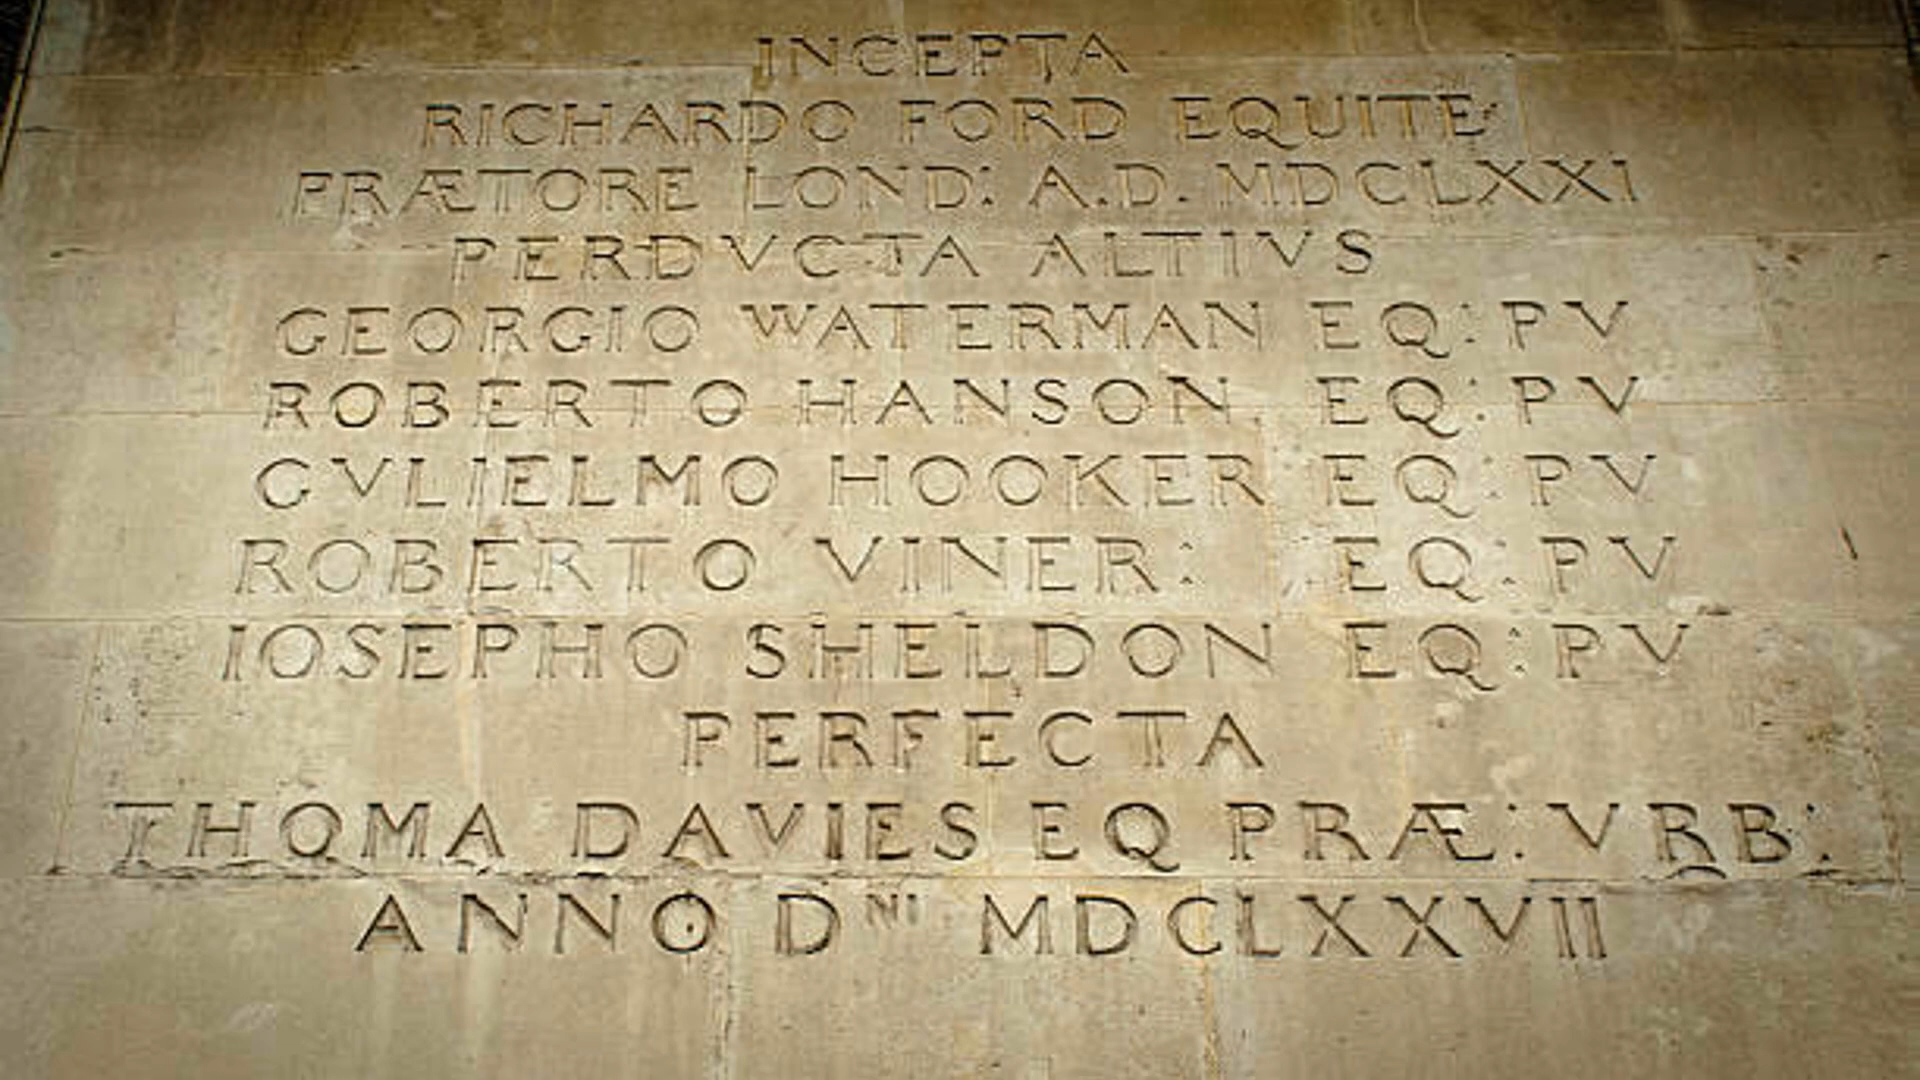 INCEPTA
RICHARDO FORD EQUITE
PRÆTORE LOND: A.D. MDCLXXI
PERDVCTA ALTIVS
GEORGIO WATERMAN EQ: PV
ROBERTO HANSON EQ: PV
GVLIELMO HOOKER EQ: PV
ROBERTO VINER: EQ: PV
IOSEPHO SHELDON EQ: PV
PERFECTA
THOMA DAVIES EQ PRÆ: VRB:
ANNO DNI MDCLXXVII